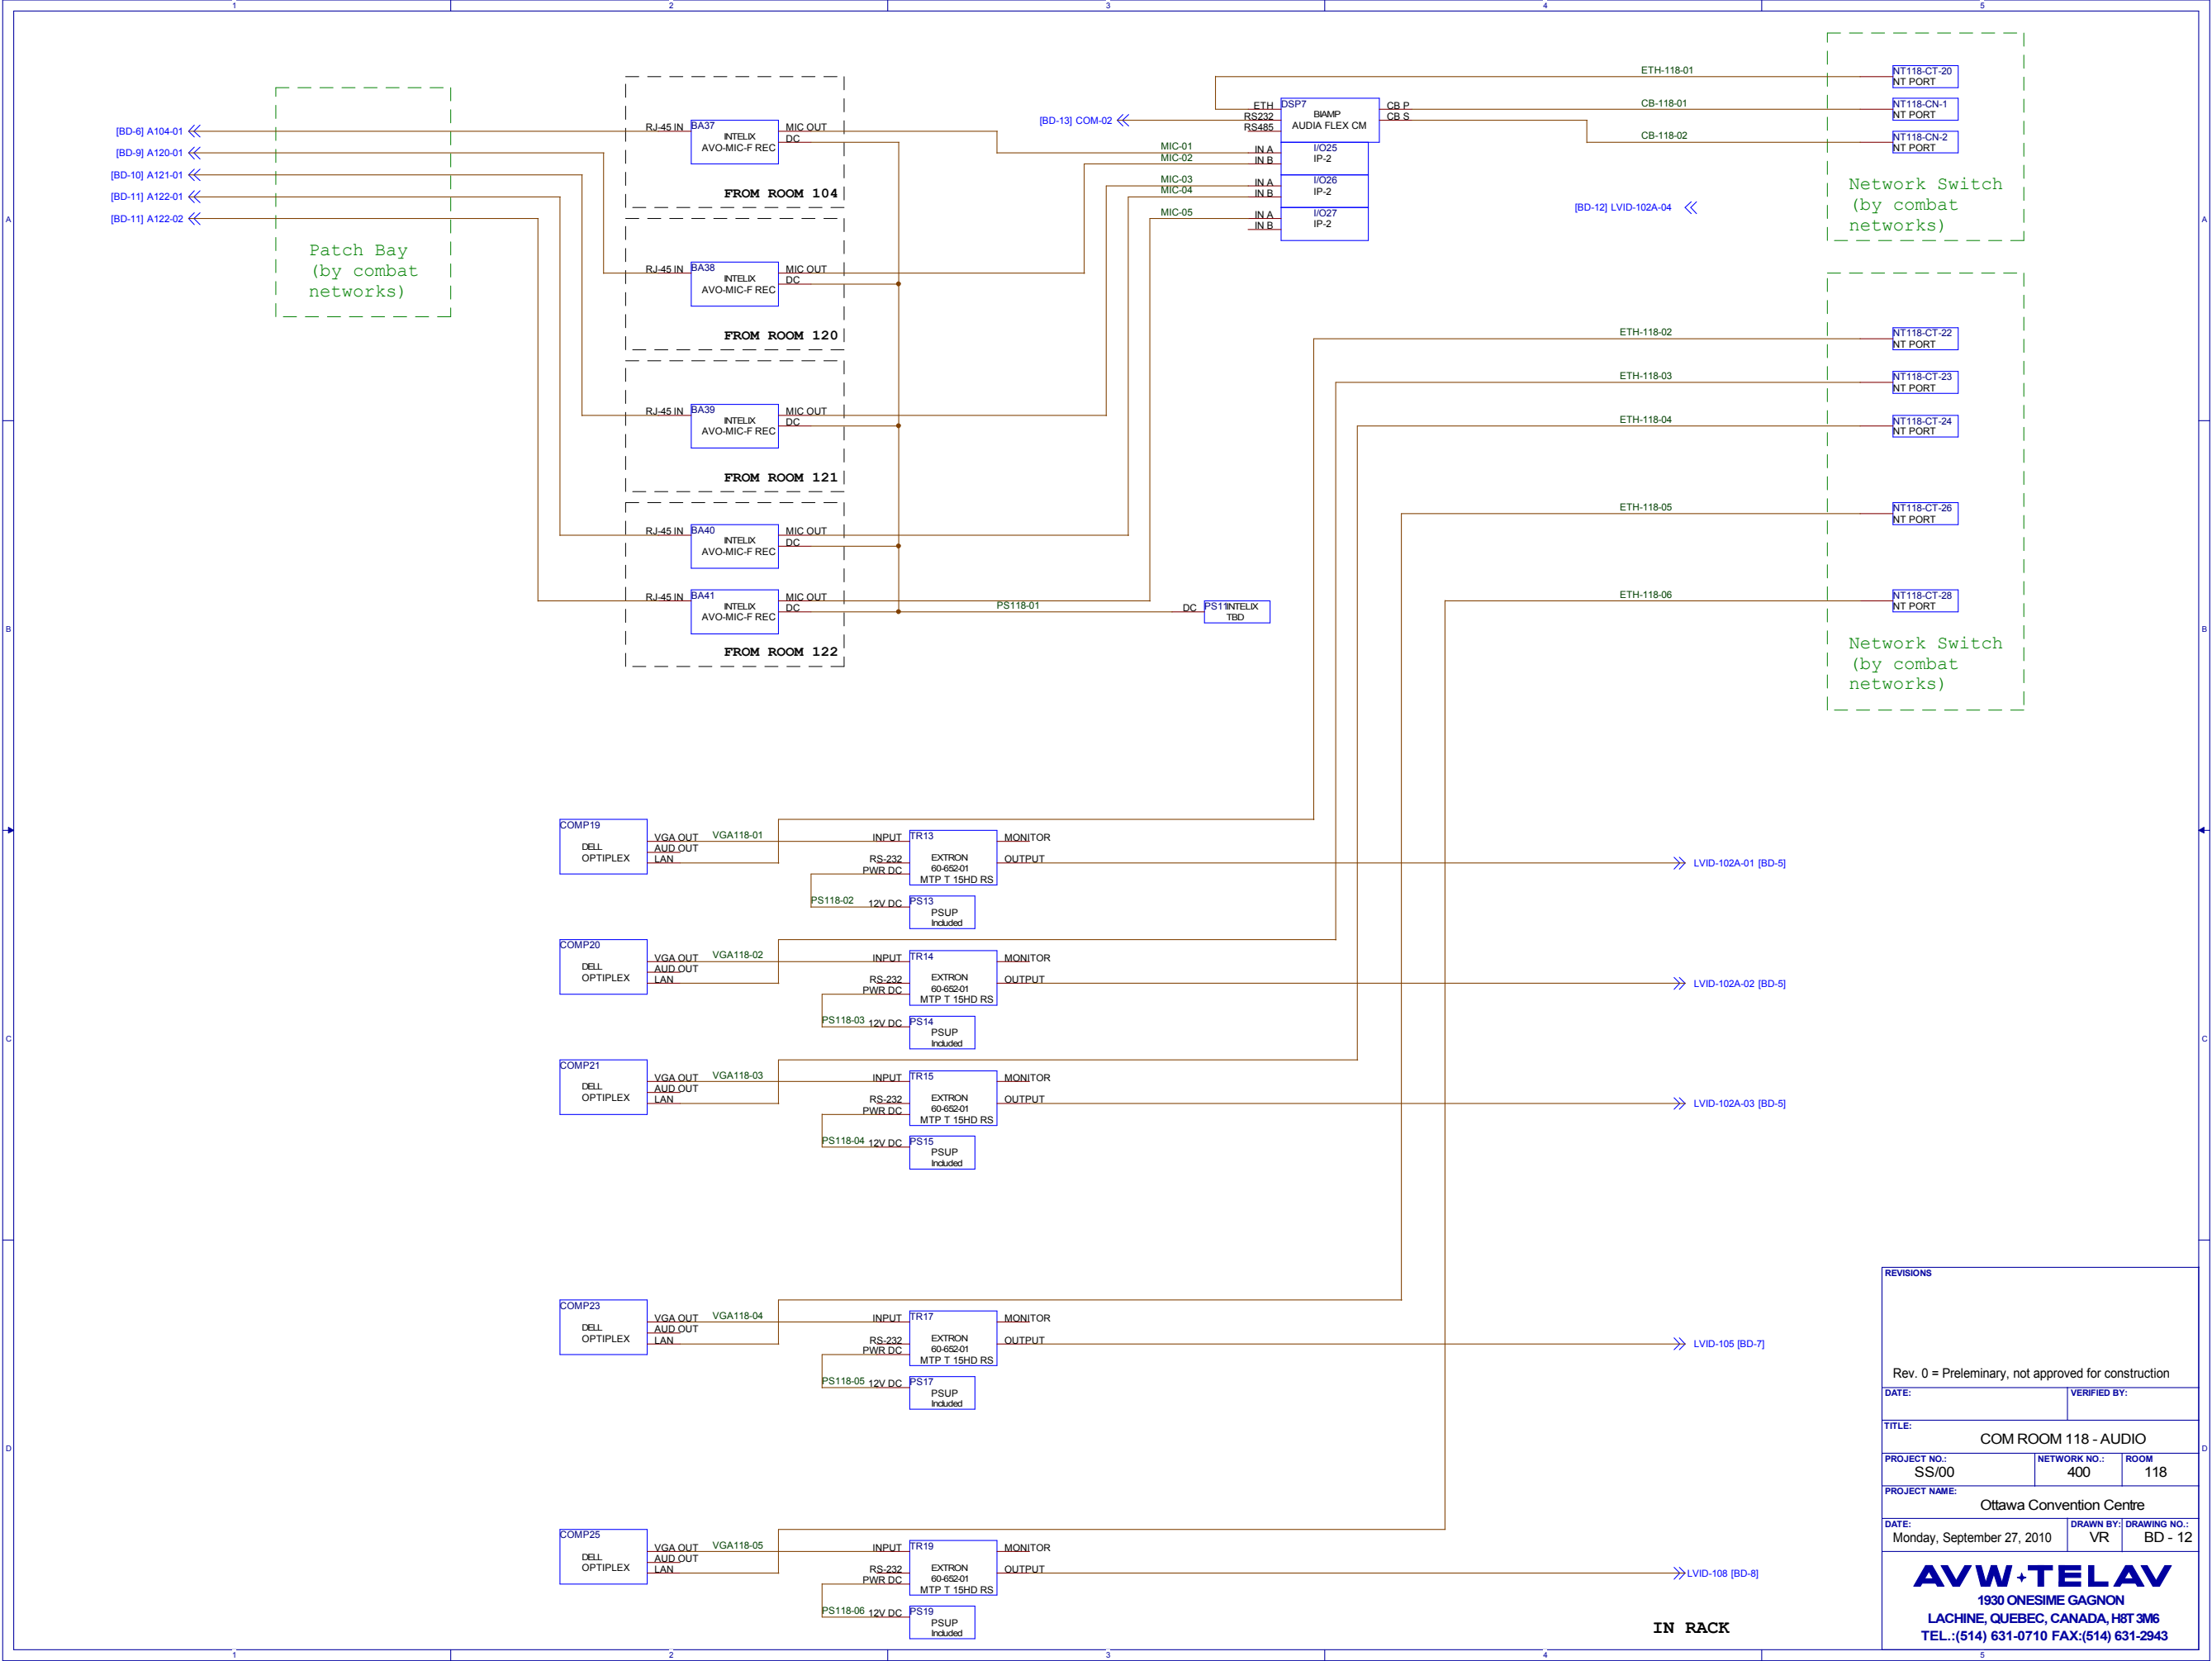 1 2 3 4 5
A
B
C
D
A
B
C
D
[BD-6] A104-01
[BD-9] A120-01
[BD-10] A121-01
[BD-11] A122-01
[BD-11] A122-02
Patch Bay
(by combat
networks)
RJ-45 IN BA37 MIC OUT
INTELIX DC
AVO-MIC-F REC
FROM ROOM 104
RJ-45 IN BA38 MIC OUT
INTELIX DC
AVO-MIC-F REC
FROM ROOM 120
RJ-45 IN BA39 MIC OUT
INTELIX DC
AVO-MIC-F REC
FROM ROOM 121
RJ-45 IN BA40 MIC OUT
INTELIX DC
AVO-MIC-F REC
RJ-45 IN BA41 MIC OUT
INTELIX DC
AVO-MIC-F REC
FROM ROOM 122
PS118-01
DC PS11 INTELIX
TBD
[BD-13] COM-02
ETH DSP7 CB P
RS232 BIAMP CB S
RS485 AUDIA FLEX CM
MIC-01 IN A I/O25
MIC-02 IN B IP-2
MIC-03 IN A I/O26
MIC-04 IN B IP-2
MIC-05 IN A I/O27
IN B IP-2
ETH-118-01
CB-118-01
CB-118-02
[BD-12] LVID-102A-04
NT118-CT-20
NT PORT
NT118-CN-1
NT PORT
NT118-CN-2
NT PORT
Network Switch
(by combat
networks)
ETH-118-02
NT118-CT-22
NT PORT
ETH-118-03
NT118-CT-23
NT PORT
ETH-118-04
NT118-CT-24
NT PORT
ETH-118-05
NT118-CT-26
NT PORT
ETH-118-06
NT118-CT-28
NT PORT
Network Switch
(by combat
networks)
COMP19
DELL
OPTIPLEX
VGA OUT VGA118-01
AUD OUT
LAN
INPUT TR13 MONITOR
RS-232 EXTRON OUTPUT
PWR DC 60-652-01
MTP T 15HD RS
PS118-02 12V DC PS13
PSUP
Included
LVID-102A-01 [BD-5]
COMP20
DELL
OPTIPLEX
VGA OUT VGA118-02
AUD OUT
LAN
INPUT TR14 MONITOR
RS-232 EXTRON OUTPUT
PWR DC 60-652-01
MTP T 15HD RS
PS118-03 12V DC PS14
PSUP
Included
LVID-102A-02 [BD-5]
COMP21
DELL
OPTIPLEX
VGA OUT VGA118-03
AUD OUT
LAN
INPUT TR15 MONITOR
RS-232 EXTRON OUTPUT
PWR DC 60-652-01
MTP T 15HD RS
PS118-04 12V DC PS15
PSUP
Included
LVID-102A-03 [BD-5]
COMP23
DELL
OPTIPLEX
VGA OUT VGA118-04
AUD OUT
LAN
INPUT TR17 MONITOR
RS-232 EXTRON OUTPUT
PWR DC 60-652-01
MTP T 15HD RS
PS118-05 12V DC PS17
PSUP
Included
LVID-105 [BD-7]
COMP25
DELL
OPTIPLEX
VGA OUT VGA118-05
AUD OUT
LAN
INPUT TR19 MONITOR
RS-232 EXTRON OUTPUT
PWR DC 60-652-01
MTP T 15HD RS
PS118-06 12V DC PS19
PSUP
Included
LVID-108 [BD-8]
IN RACK
REVISIONS
Rev. 0 = Preleminary, not approved for construction
DATE: VERIFIED BY:
TITLE:
COM ROOM 118 - AUDIO
PROJECT NO.: NETWORK NO.: ROOM
SS/00 400 118
PROJECT NAME:
Ottawa Convention Centre
DATE: DRAWN BY: DRAWING NO.:
Monday, September 27, 2010 VR BD - 12
AVW+TELAV
1930 ONESIME GAGNON
LACHINE, QUEBEC, CANADA, H8T 3M6
TEL.:(514) 631-0710 FAX:(514) 631-2943
1 2 3 4 5